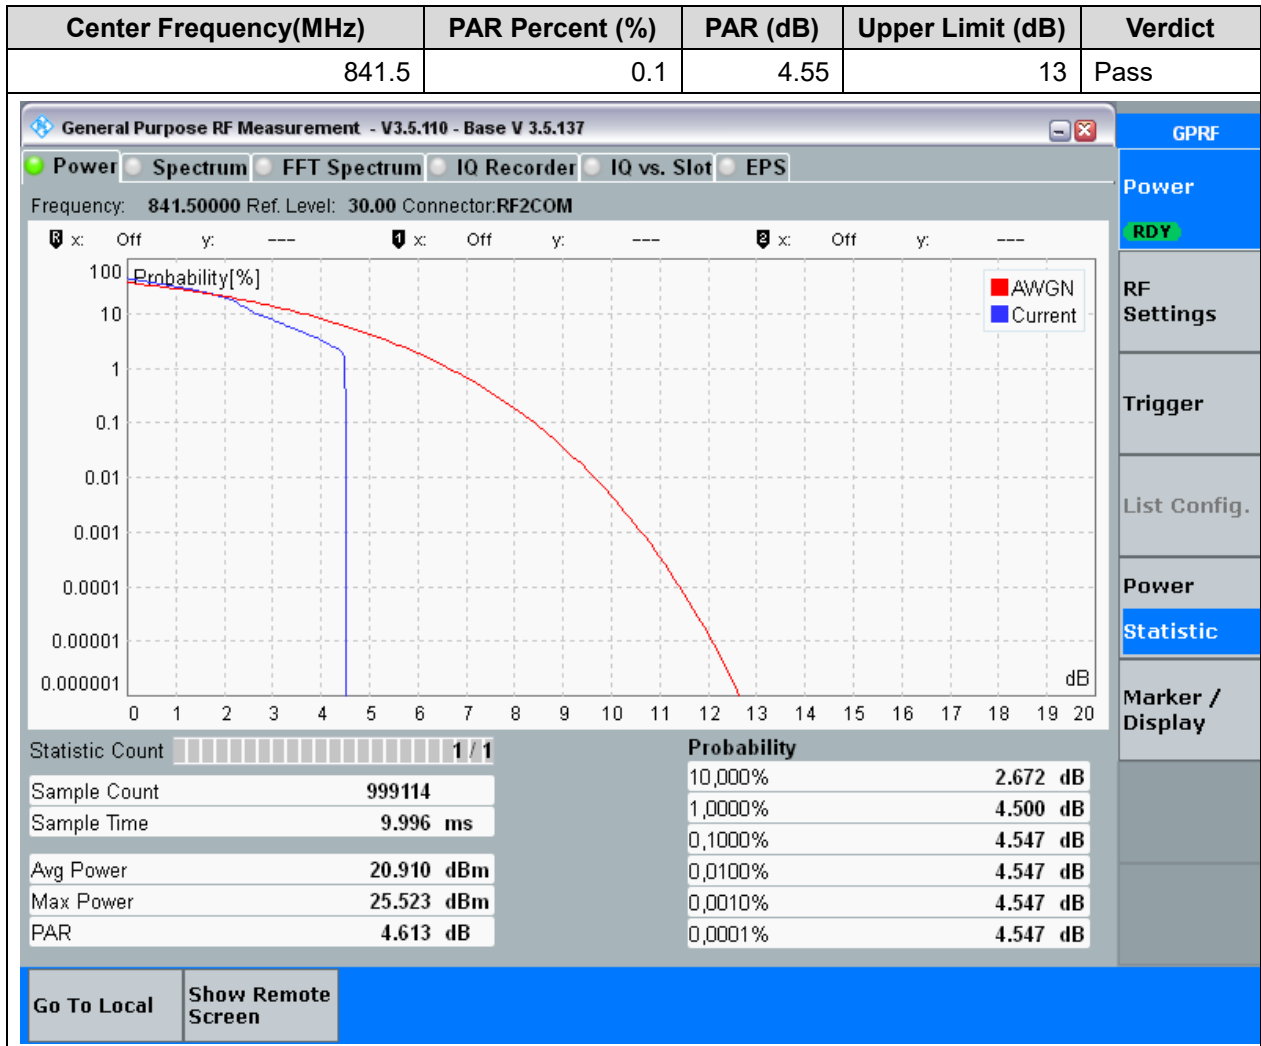 Center Frequency(MHz) PAR Percent (%) PAR (dB) Upper Limit (dB) Verdict
841.5 0.1 4.55 13 Pass
General Purpose RF Measurement - V3.5.110 - Base V 3.5.137
GPRF
Power Spectrum FFT Spectrum IQ Recorder IQ vs. Slot EPS
Frequency: 841.50000 Ref. Level: 30.00 Connector:RF2COM
R x: Off y: --- 1 x: Off y: --- 2 x: Off y: ---
Power
RDY
RF
Settings
Trigger
List Config.
Power
Statistic
Marker /
Display
Probability[%]
AWGN
Current
100
10
1
0.1
0.01
0.001
0.0001
0.00001
0.000001
dB
0 1 2 3 4 5 6 7 8 9 10 11 12 13 14 15 16 17 18 19 20
Statistic Count 1 / 1
Sample Count 999114
Sample Time 9.996 ms
Avg Power 20.910 dBm
Max Power 25.523 dBm
PAR 4.613 dB
Probability
10,000% 2.672 dB
1,0000% 4.500 dB
0,1000% 4.547 dB
0,0100% 4.547 dB
0,0010% 4.547 dB
0,0001% 4.547 dB
Go To Local
Show Remote
Screen